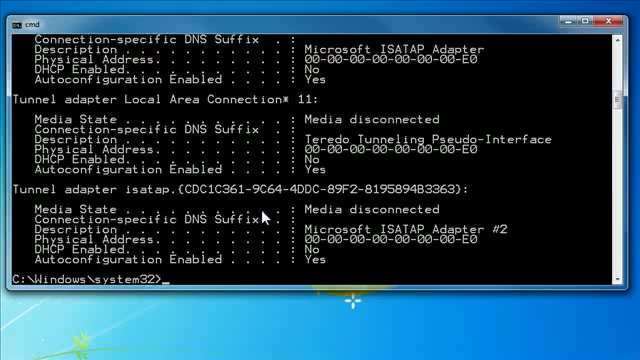 cmd
Connection-specific DNS Suffix . :
Description . . . . . . . . . . . : Microsoft ISATAP Adapter
Physical Address. . . . . . . . . : 00-00-00-00-00-00-00-E0
DHCP Enabled. . . . . . . . . . . : No
Autoconfiguration Enabled . . . . : Yes
Tunnel adapter Local Area Connection* 11:
Media State . . . . . . . . . . . : Media disconnected
Connection-specific DNS Suffix . :
Description . . . . . . . . . . . : Teredo Tunneling Pseudo-Interface
Physical Address. . . . . . . . . : 00-00-00-00-00-00-00-E0
DHCP Enabled. . . . . . . . . . . : No
Autoconfiguration Enabled . . . . : Yes
Tunnel adapter isatap.{CDC1C361-9C64-4DDC-89F2-8195894B3363}:
Media State . . . . . . . . . . . : Media disconnected
Connection-specific DNS Suffix . :
Description . . . . . . . . . . . : Microsoft ISATAP Adapter #2
Physical Address. . . . . . . . . : 00-00-00-00-00-00-00-E0
DHCP Enabled. . . . . . . . . . . : No
Autoconfiguration Enabled . . . . : Yes
C:\Windows\system32>_